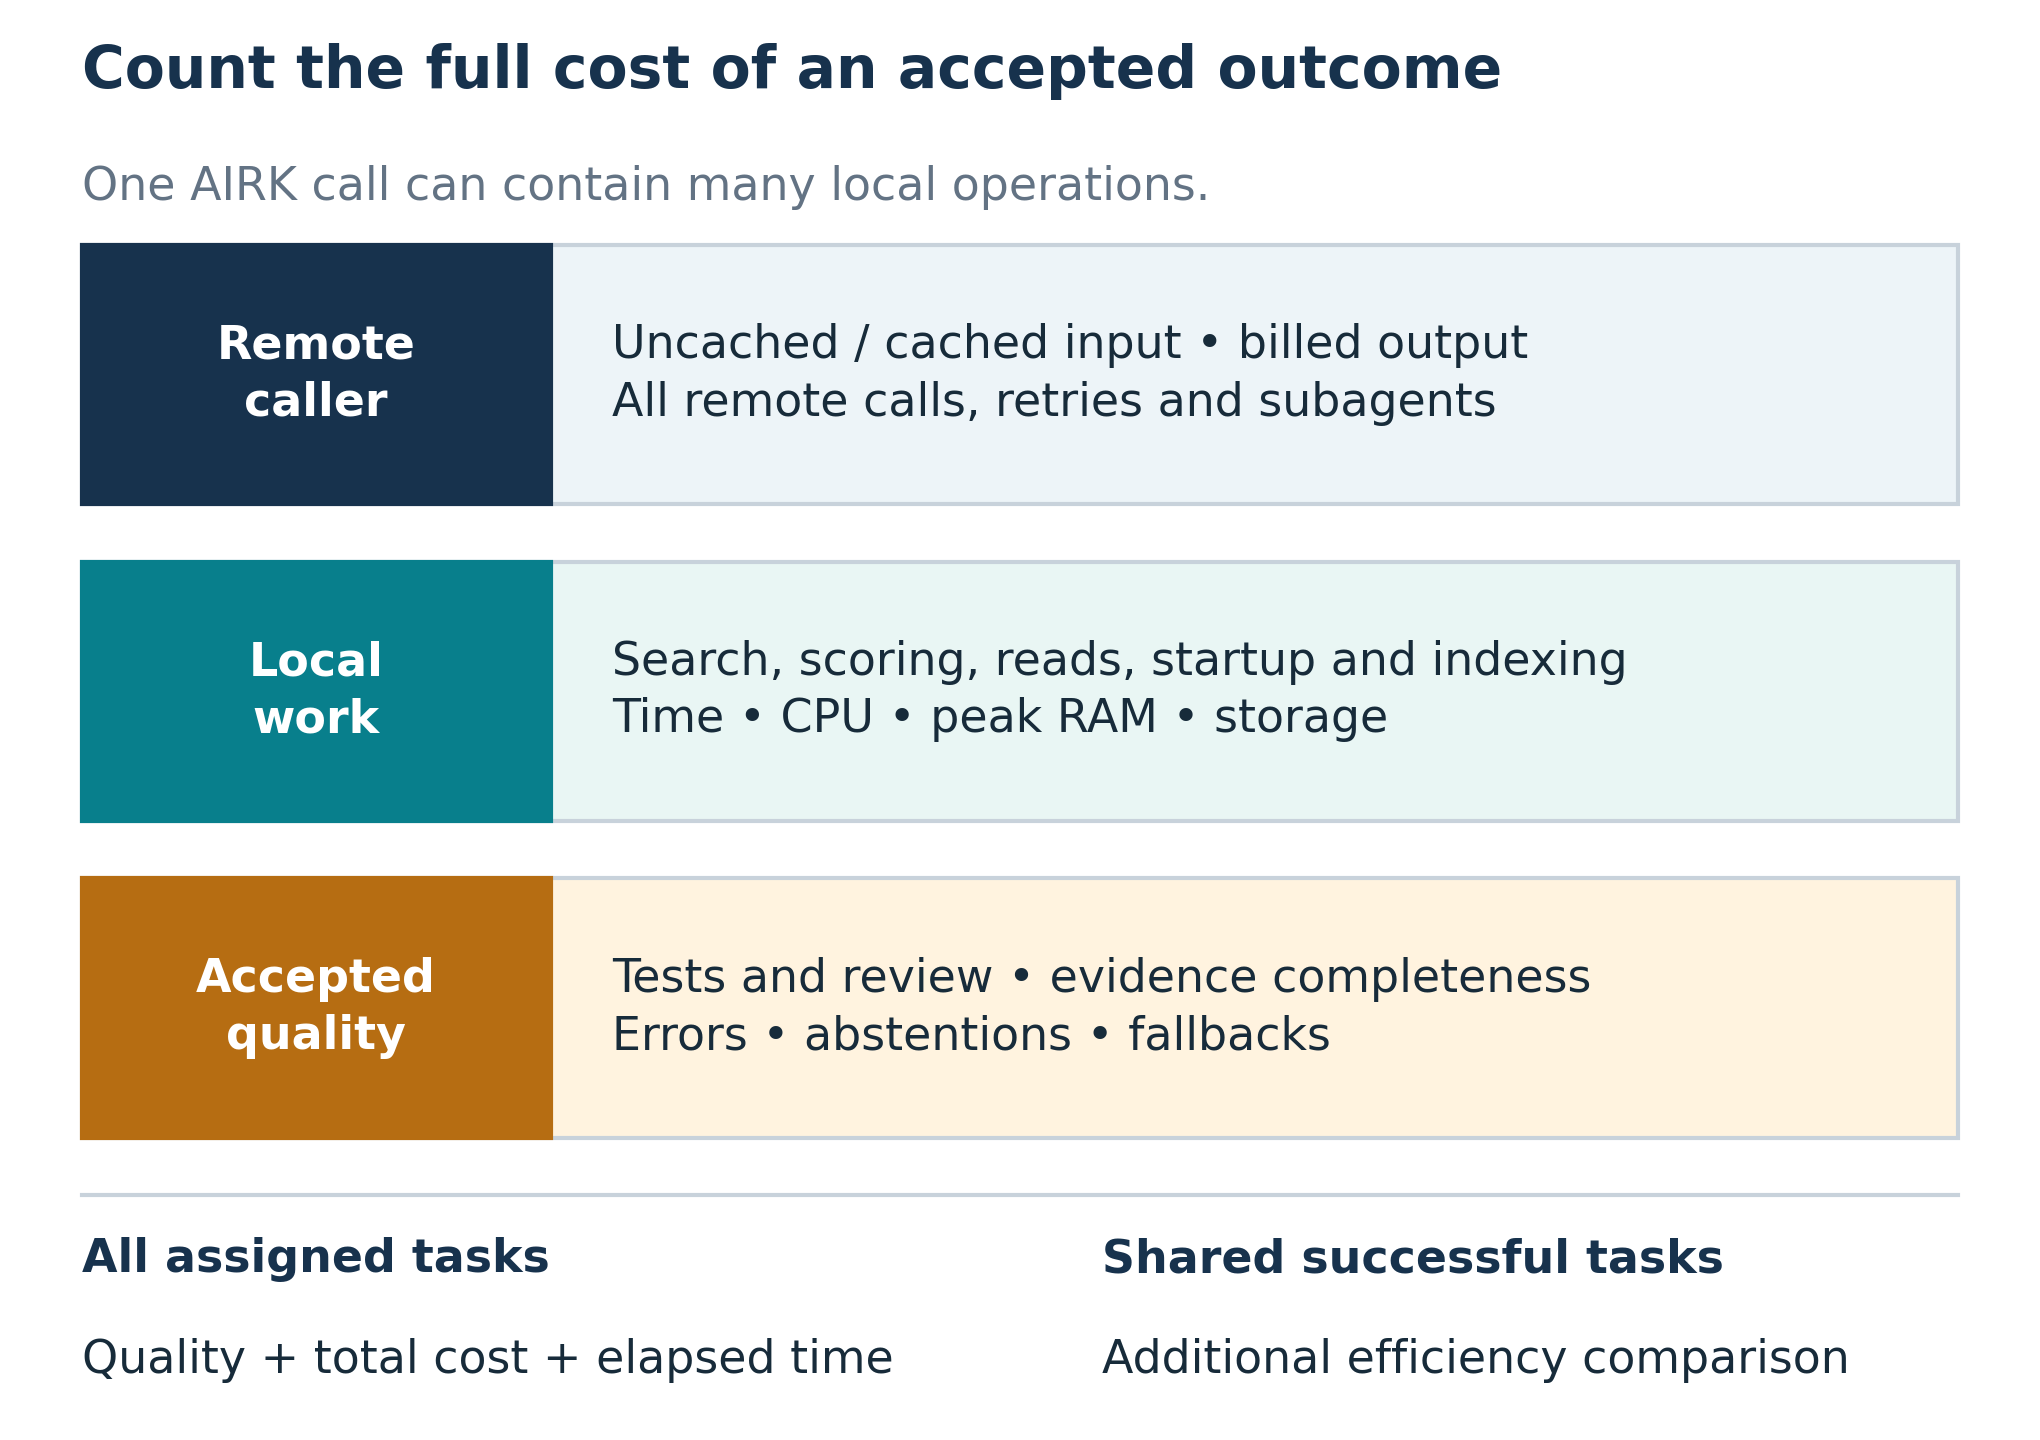 Count the full cost of an accepted outcome
One AIRK call can contain many local operations.
Remote
caller
Uncached / cached input • billed output
All remote calls, retries and subagents
Local
work
Search, scoring, reads, startup and indexing
Time • CPU • peak RAM • storage
Accepted
quality
Tests and review • evidence completeness
Errors • abstentions • fallbacks
All assigned tasks
Quality + total cost + elapsed time
Shared successful tasks
Additional efficiency comparison